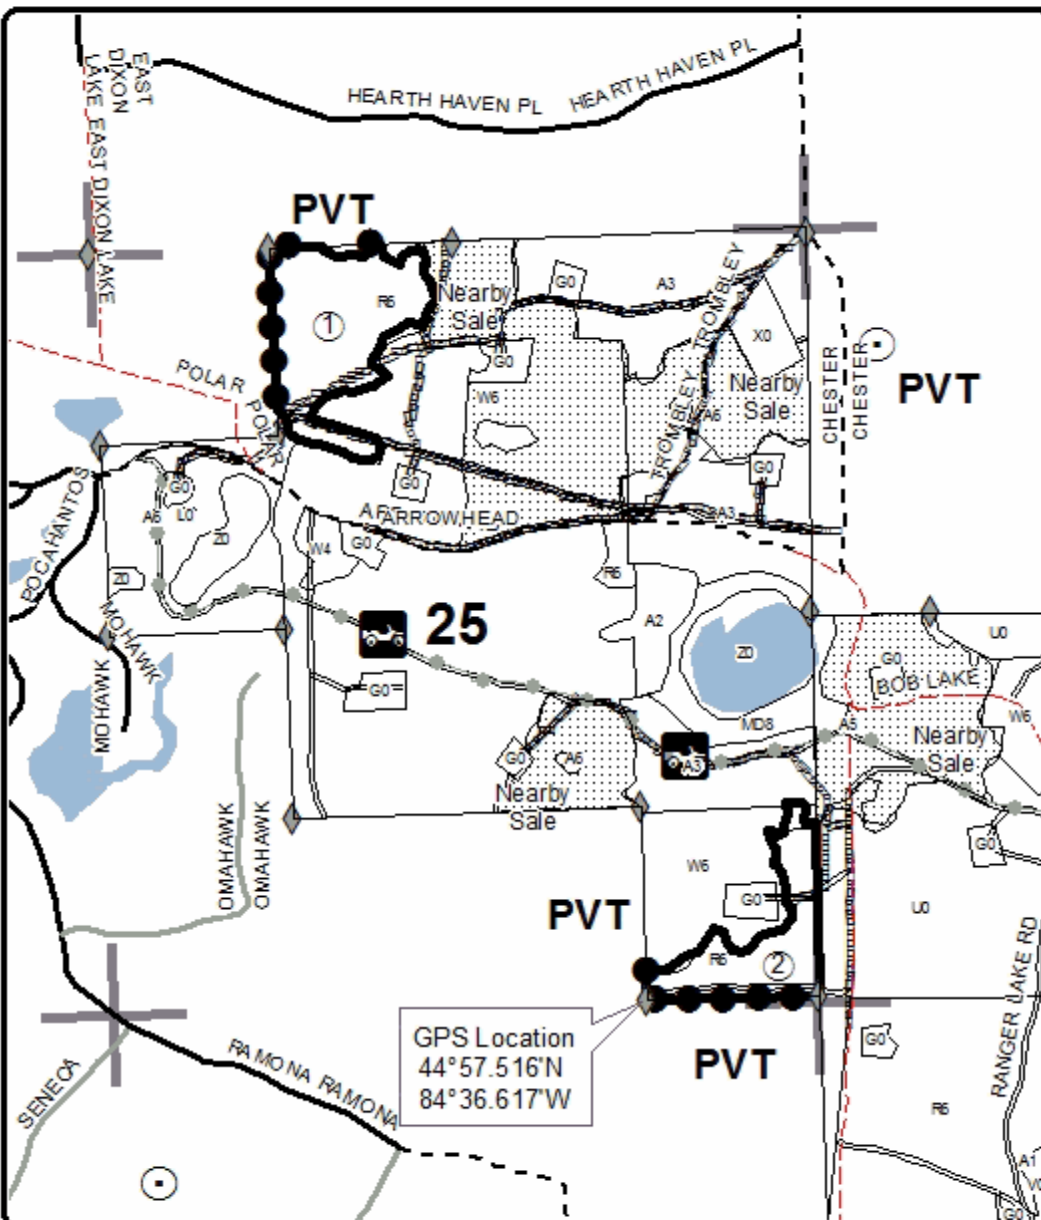 HEARTH HAVEN PL
HEARTH HAVEN PL
EAST
DIXON
LAKE EAST DIXON LAKE
PVT
R6
1
Nearby
Sale
G0
A3
TROMBLEY
TROMBLEY
X0
CHESTER
CHESTER
PVT
POLAR
POLAR
G0
W6
Nearby
Sale
A6
G0
G0
A3
POCAHANTOS
A6
G0
L0
Z0
Z0
ARROWHEAD
W4
G0
R6
A2
Z0
25
MOHAWK
MOHAWK
G0
U0
G0
BOB LAKE
W6
MD8
A5
Nearby
Sale
G0
A6
A3
Nearby
Sale
OMAHAWK
OMAHAWK
W6
G0
G0
U0
PVT
R6
2
GPS Location
44°57.516'N
84°36.617'W
PVT
G0
RANGER LAKE RD
R6
SENECA
RAMONA RAMONA
A1
G0